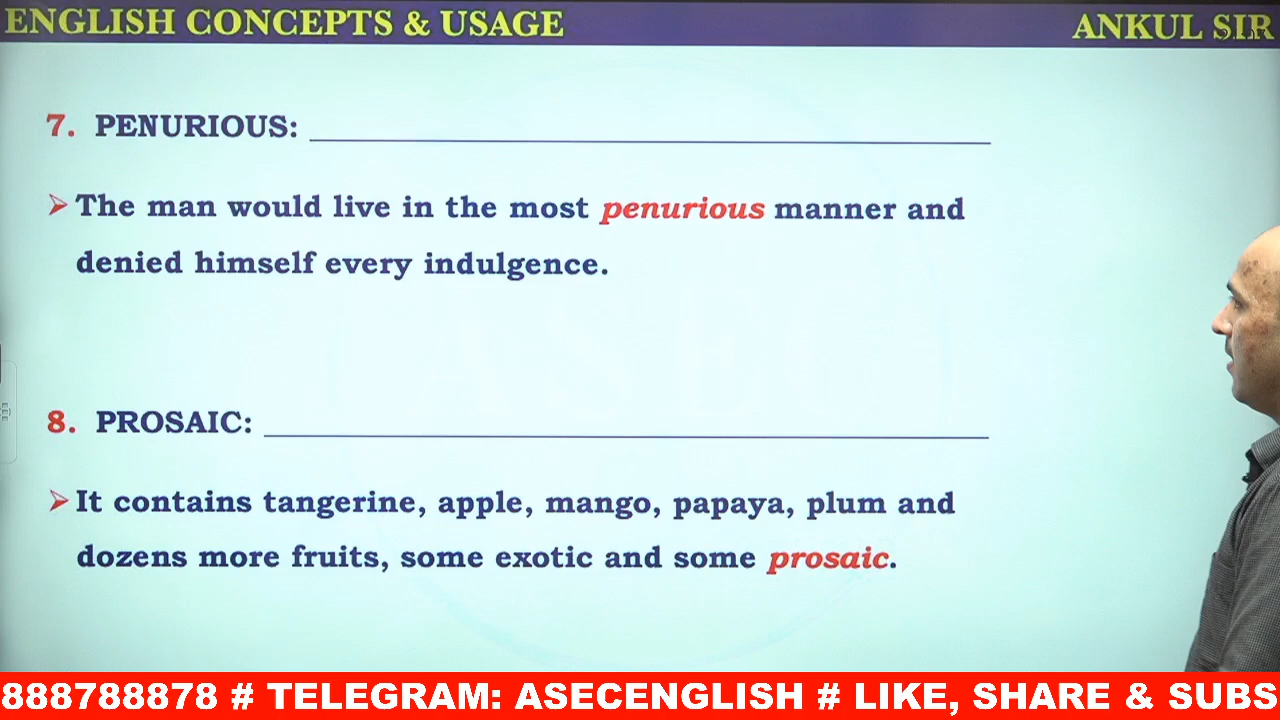 ENGLISH CONCEPTS & USAGE
ANKUL SIR
7. PENURIOUS:
The man would live in the most penurious manner and
denied himself every indulgence.
8. PROSAIC:
It contains tangerine, apple, mango, papaya, plum and
dozens more fruits, some exotic and some prosaic.
888788878 # TELEGRAM: ASECENGLISH # LIKE, SHARE & SUBS